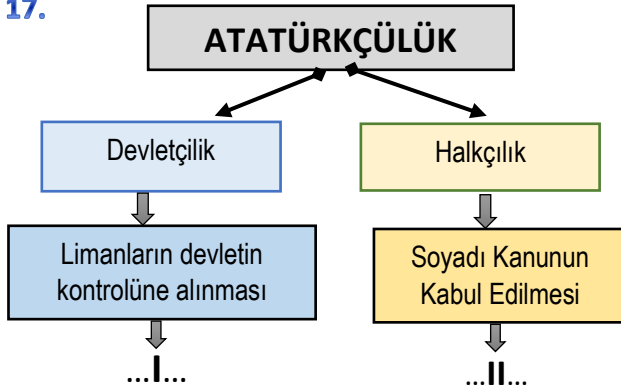 17.
ATATÜRKÇÜLÜK
Devletçilik
Halkçılık
Limanların devletin
kontrolüne alınması
Soyadı Kanunun
Kabul Edilmesi
...I...
...II...